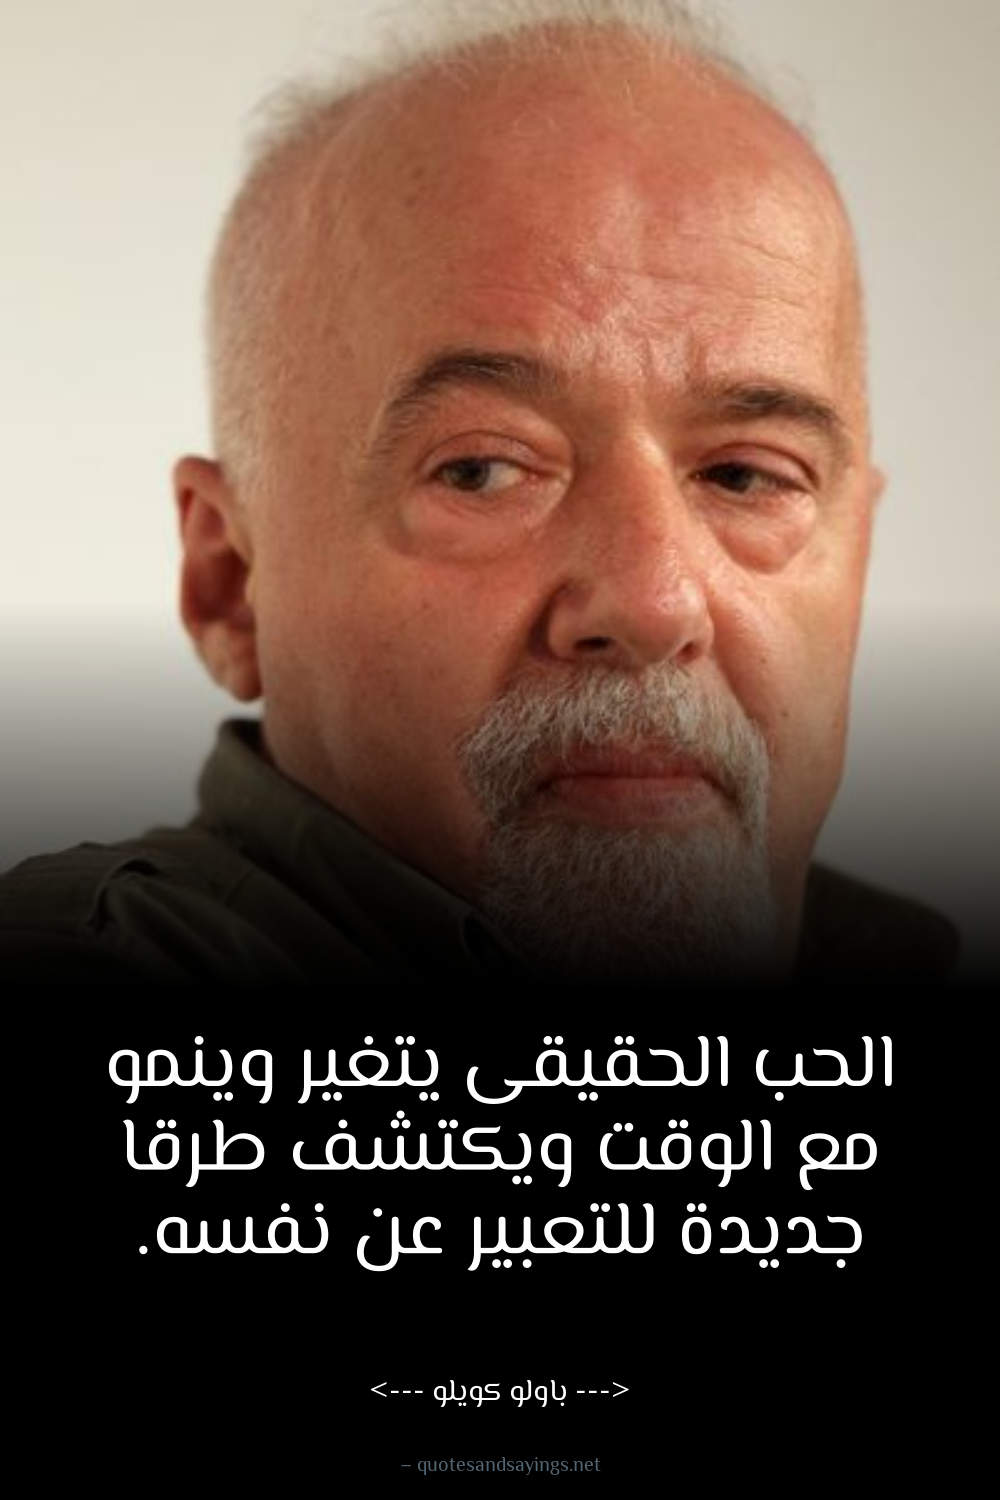 الحب الحقيقى يتغير وينمو
مع الوقت ويكتشف طرقا
جديدة للتعبير عن نفسه.
<--- باولو كويلو --->
– quotesandsayings.net